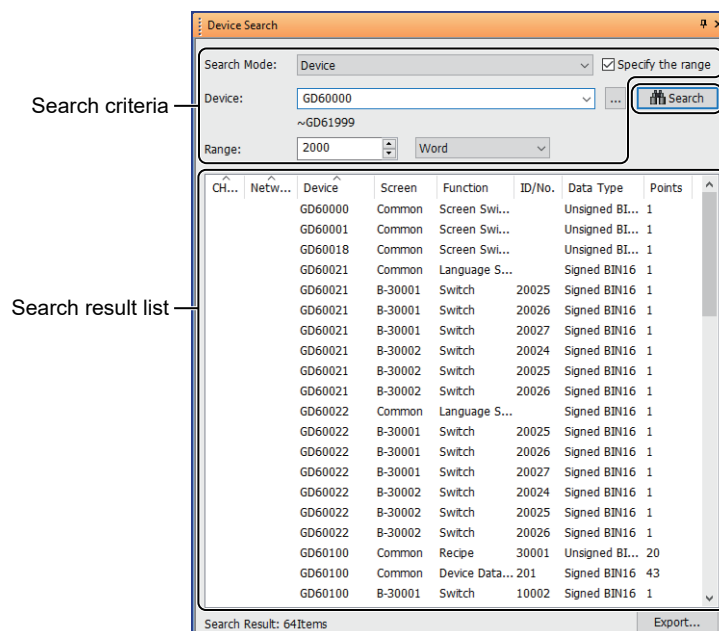 Device Search
Search Mode: Device Specify the range
Search criteria
Device: GD60000 ... Search
~GD61999
Range: 2000 Word
CH... Netw... Device Screen Function ID/No. Data Type Points
GD60000 Common Screen Swi... Unsigned BI... 1
GD60001 Common Screen Swi... Unsigned BI... 1
GD60018 Common Screen Swi... Unsigned BI... 1
GD60021 Common Language S... Signed BIN16 1
Search result list
GD60021 B-30001 Switch 20025 Signed BIN16 1
GD60021 B-30001 Switch 20026 Signed BIN16 1
GD60021 B-30001 Switch 20027 Signed BIN16 1
GD60021 B-30002 Switch 20024 Signed BIN16 1
GD60021 B-30002 Switch 20025 Signed BIN16 1
GD60021 B-30002 Switch 20026 Signed BIN16 1
GD60022 Common Language S... Signed BIN16 1
GD60022 B-30001 Switch 20025 Signed BIN16 1
GD60022 B-30001 Switch 20026 Signed BIN16 1
GD60022 B-30001 Switch 20027 Signed BIN16 1
GD60022 B-30002 Switch 20024 Signed BIN16 1
GD60022 B-30002 Switch 20025 Signed BIN16 1
GD60022 B-30002 Switch 20026 Signed BIN16 1
GD60100 Common Recipe 30001 Unsigned BI... 20
GD60100 Common Device Data... 201 Signed BIN16 43
GD60100 B-30001 Switch 10002 Signed BIN16 1
Search Result: 64Items Export...